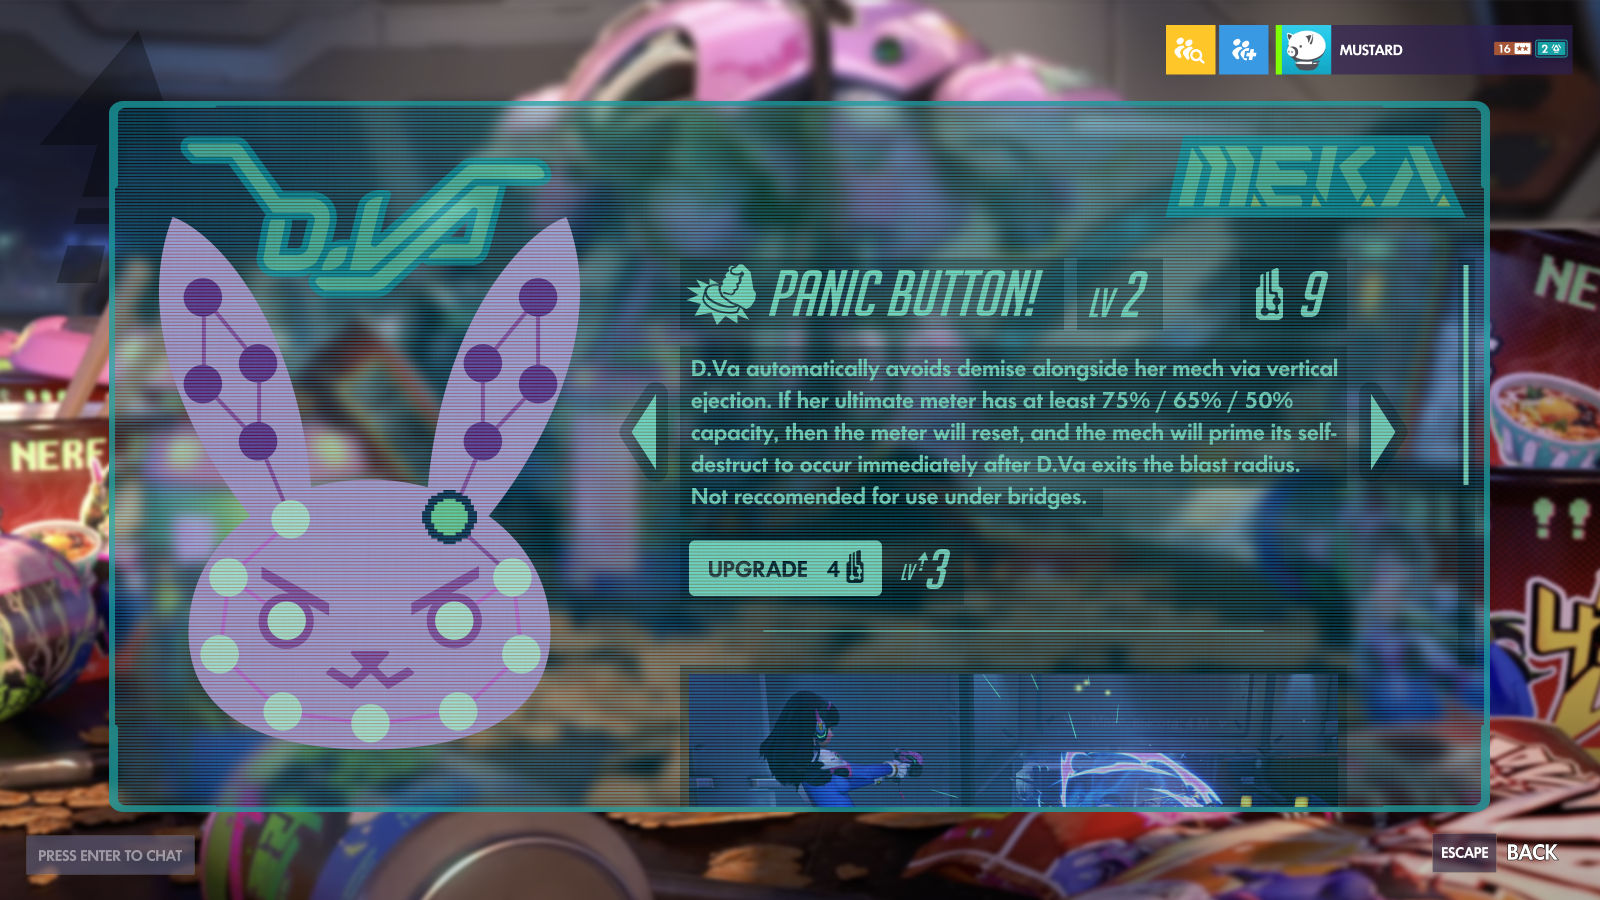 MUSTARD
16
2
D.VA
M.E.K.A.
PANIC BUTTON!
LV 2
9
D.Va automatically avoids demise alongside her mech via vertical
ejection. If her ultimate meter has at least 75% / 65% / 50%
capacity, then the meter will reset, and the mech will prime its self-
destruct to occur immediately after D.Va exits the blast radius.
Not reccomended for use under bridges.
UPGRADE 4
LV 3
NERF
NE
PRESS ENTER TO CHAT
ESCAPE BACK